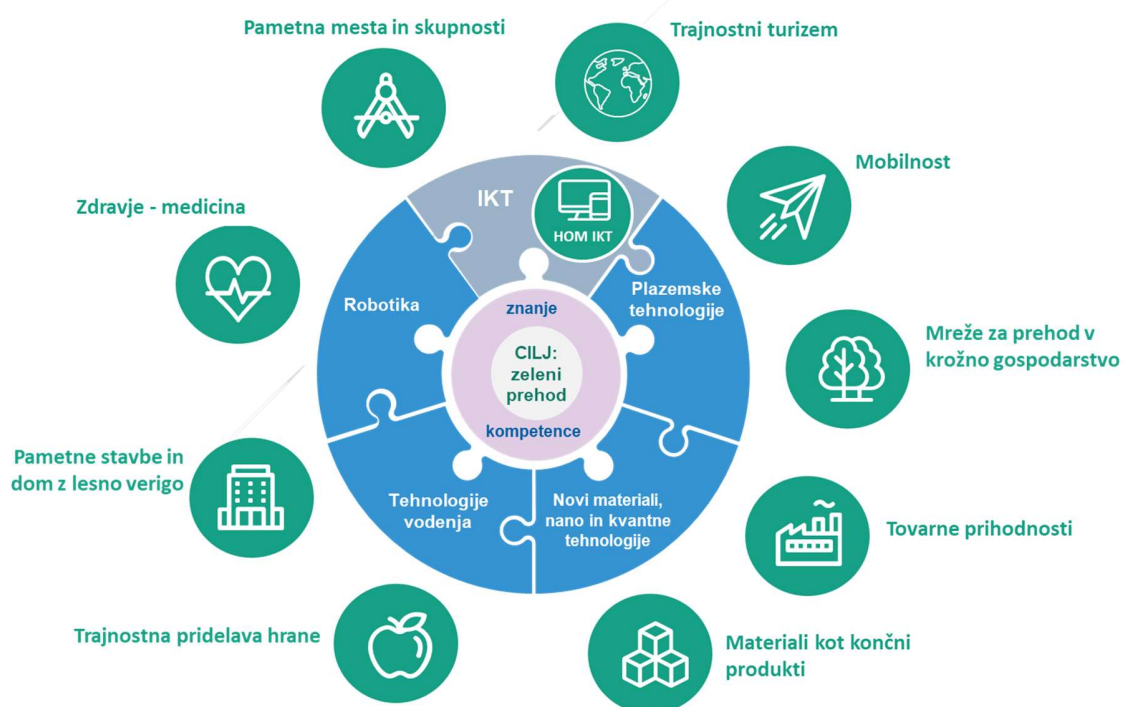 Pametna mesta in skupnosti
Trajnostni turizem
Mobilnost
Zdravje - medicina
IKT
HOM IKT
Robotika
Plazemske
tehnologije
znanje
CILJ:
zeleni
prehod
kompetence
Mreže za prehod v
krožno gospodarstvo
Pametne stavbe in
dom z lesno verigo
Tehnologije
vodenja
Novi materiali,
nano in kvantne
tehnologije
Tovarne prihodnosti
Trajnostna pridelava hrane
Materiali kot končni
produkti